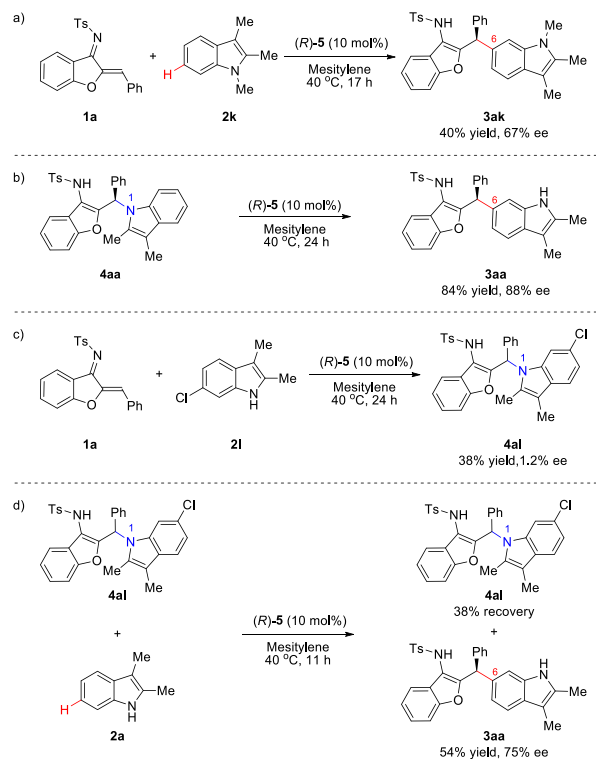 a)
Ts
N
O
Ph
1a
+
Me
Me
N
Me
H
2k
(R)-5 (10 mol%)
Mesitylene
40 °C, 17 h
Ts
NH
Ph
6
O
Me
N
Me
Me
3ak
40% yield, 67% ee
b)
Ts
NH
Ph
1
N
O
Me
Me
4aa
(R)-5 (10 mol%)
Mesitylene
40 °C, 24 h
Ts
NH
Ph
6
O
H
N
Me
Me
3aa
84% yield, 88% ee
c)
Ts
N
O
Ph
1a
+
Me
Me
Cl
N
H
2l
(R)-5 (10 mol%)
Mesitylene
40 °C, 24 h
Ts
NH
Ph
Cl
1
N
O
Me
Me
4al
38% yield,1.2% ee
d)
Ts
NH
Ph
Cl
1
N
O
Me
Me
4al
+
Me
Me
H
N
H
2a
(R)-5 (10 mol%)
Mesitylene
40 °C, 11 h
Ts
NH
Ph
Cl
1
N
O
Me
Me
4al
38% recovery
+
Ts
NH
Ph
6
O
H
N
Me
Me
3aa
54% yield, 75% ee